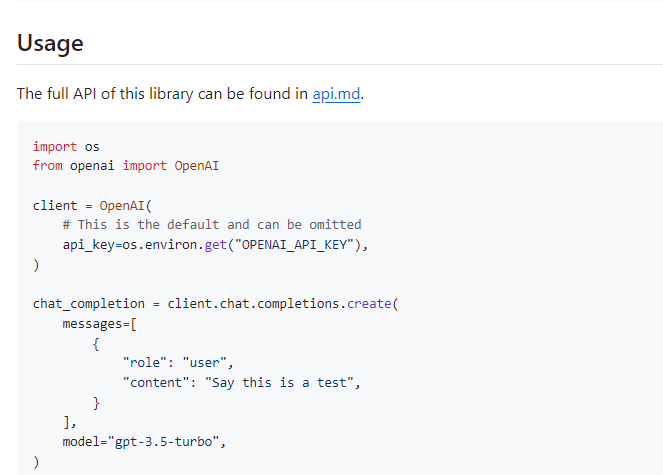 Usage
The full API of this library can be found in api.md.
import os
from openai import OpenAI
client = OpenAI(
    # This is the default and can be omitted
    api_key=os.environ.get("OPENAI_API_KEY"),
)
chat_completion = client.chat.completions.create(
    messages=[
        {
            "role": "user",
            "content": "Say this is a test",
        }
    ],
    model="gpt-3.5-turbo",
)